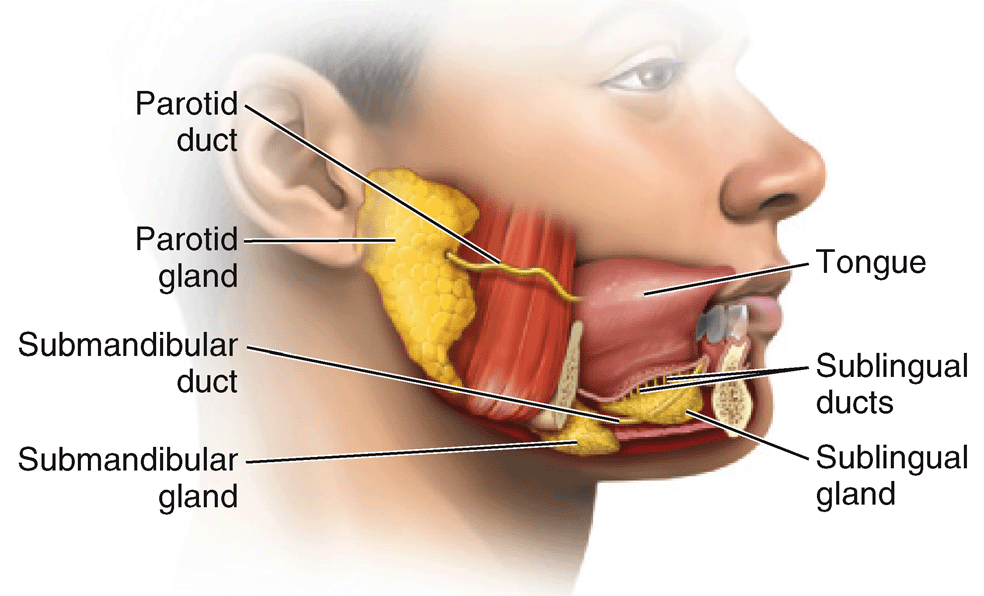 Parotid
duct
Parotid
gland
Submandibular
duct
Submandibular
gland
Tongue
Sublingual
ducts
Sublingual
gland